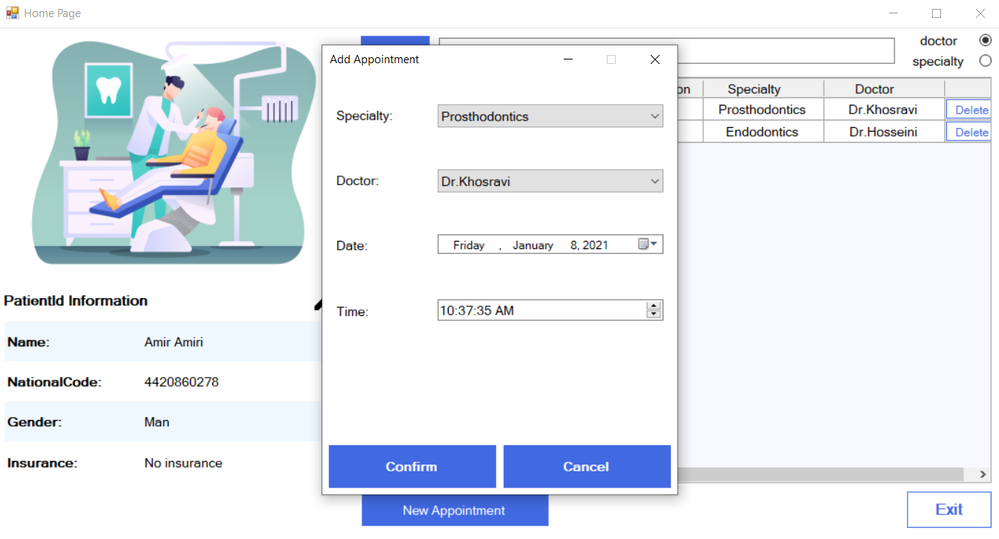 Home Page
doctor
specialty
on Specialty Doctor
Prosthodontics Dr.Khosravi Delete
Endodontics Dr.Hosseini Delete
Add Appointment
Specialty: Prosthodontics
Doctor: Dr.Khosravi
Date: Friday , January 8, 2021
Time: 10:37:35 AM
Confirm Cancel
PatientId Information
Name: Amir Amiri
NationalCode: 4420860278
Gender: Man
Insurance: No insurance
New Appointment
Exit